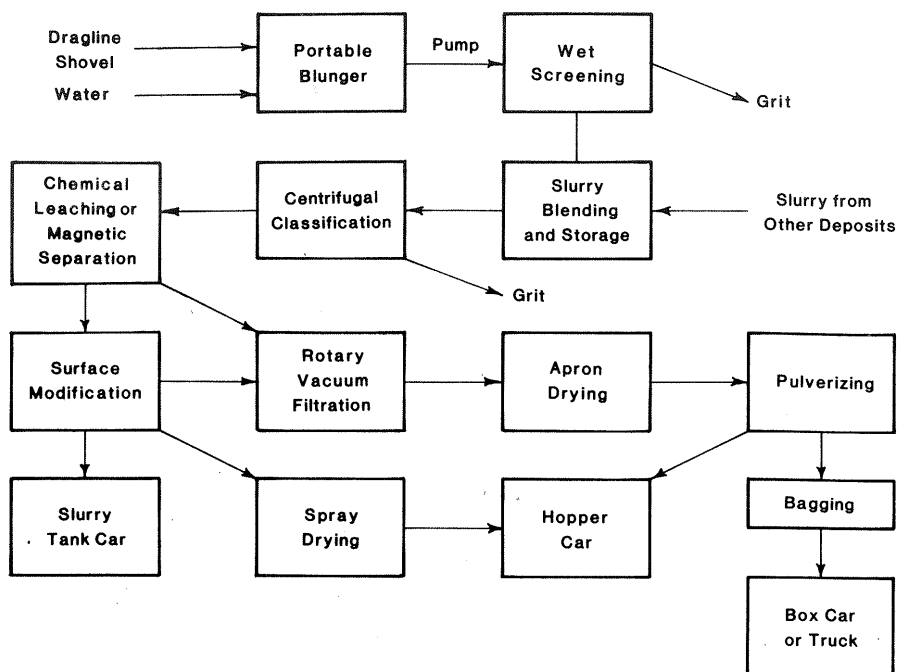 Dragline
Shovel
Water
Portable
Blunger
Pump
Wet
Screening
Grit
Chemical
Leaching or
Magnetic
Separation
Centrifugal
Classification
Slurry
Blending
and Storage
Slurry from
Other Deposits
Grit
Surface
Modification
Rotary
Vacuum
Filtration
Apron
Drying
Pulverizing
Slurry
Tank Car
Spray
Drying
Hopper
Car
Bagging
Box Car
or Truck